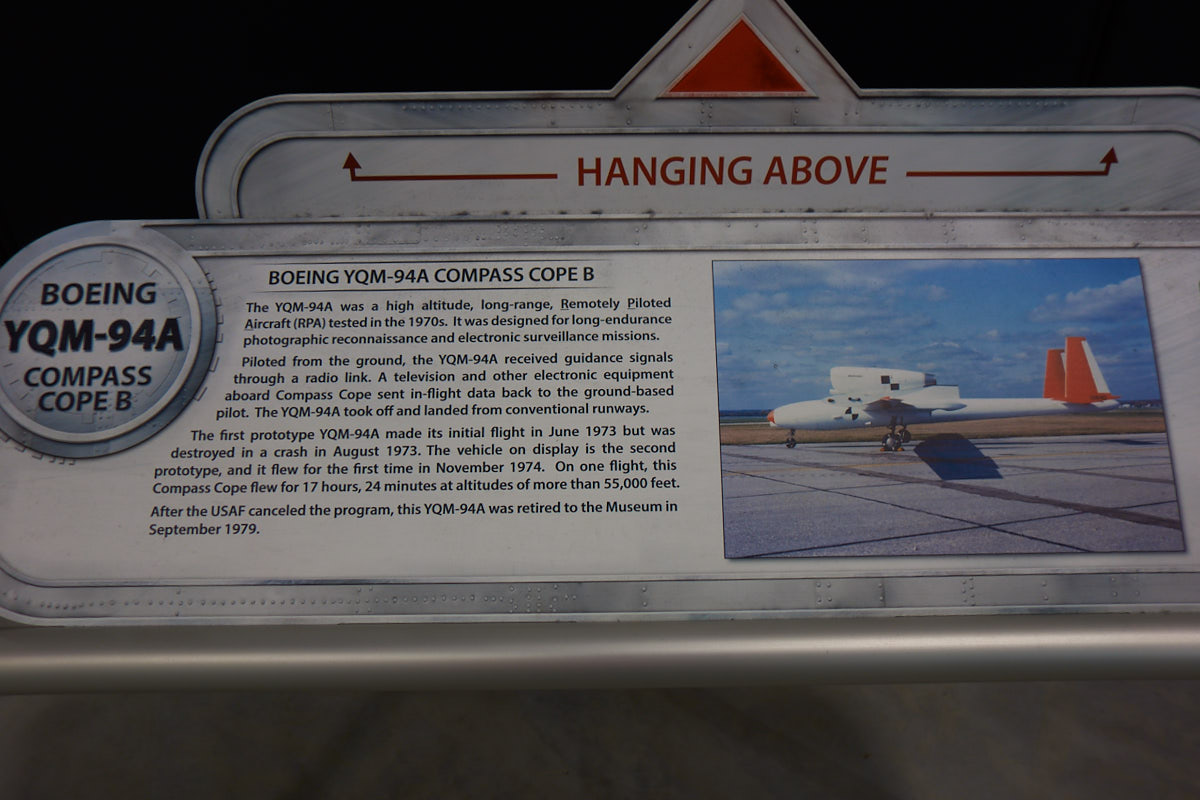 HANGING ABOVE
BOEING
YQM-94A
COMPASS
COPE B
BOEING YQM-94A COMPASS COPE B
The YQM-94A was a high altitude, long-range, Remotely Piloted
Aircraft (RPA) tested in the 1970s. It was designed for long-endurance
photographic reconnaissance and electronic surveillance missions.
Piloted from the ground, the YQM-94A received guidance signals
through a radio link. A television and other electronic equipment
aboard Compass Cope sent in-flight data back to the ground-based
pilot. The YQM-94A took off and landed from conventional runways.
The first prototype YQM-94A made its initial flight in June 1973 but was
destroyed in a crash in August 1973. The vehicle on display is the second
prototype, and it flew for the first time in November 1974. On one flight, this
Compass Cope flew for 17 hours, 24 minutes at altitudes of more than 55,000 feet.
After the USAF canceled the program, this YQM-94A was retired to the Museum in
September 1979.